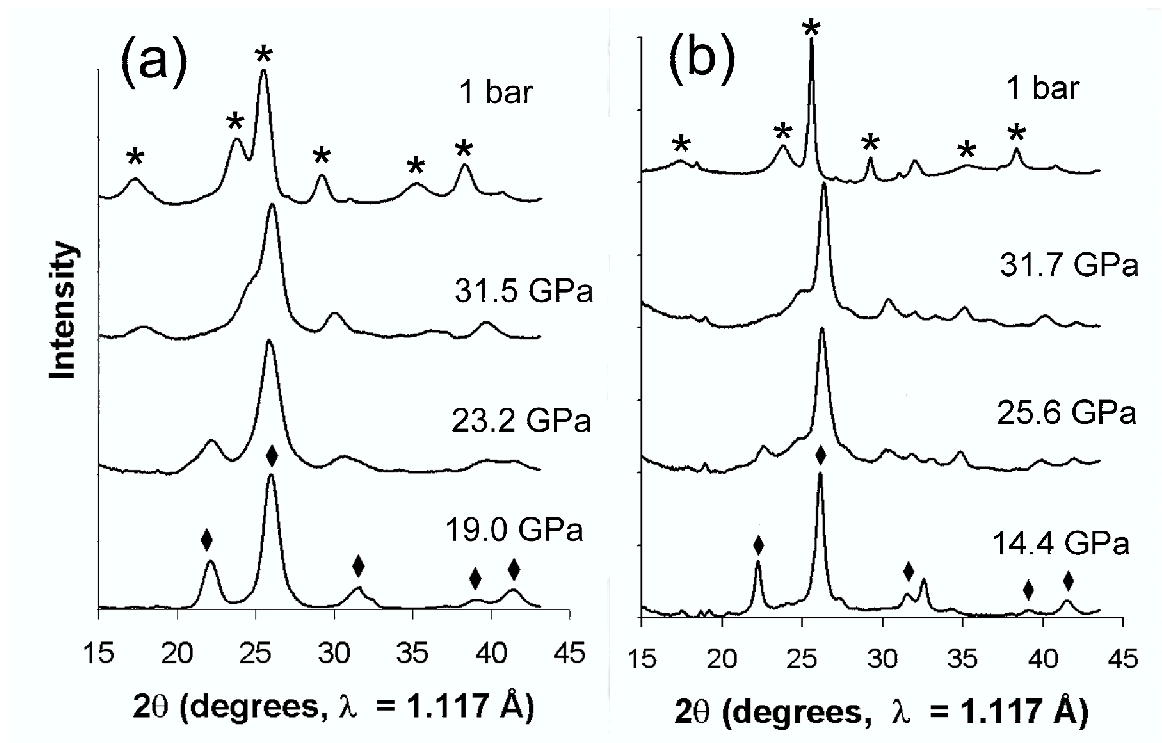 (a)
*
*
*
*
*
*
1 bar
31.5 GPa
23.2 GPa
19.0 GPa
Intensity
15 20 25 30 35 40 45
2θ (degrees, λ = 1.117 Å)
(b)
*
*
*
*
*
*
1 bar
31.7 GPa
25.6 GPa
14.4 GPa
15 20 25 30 35 40 45
2θ (degrees, λ = 1.117 Å)